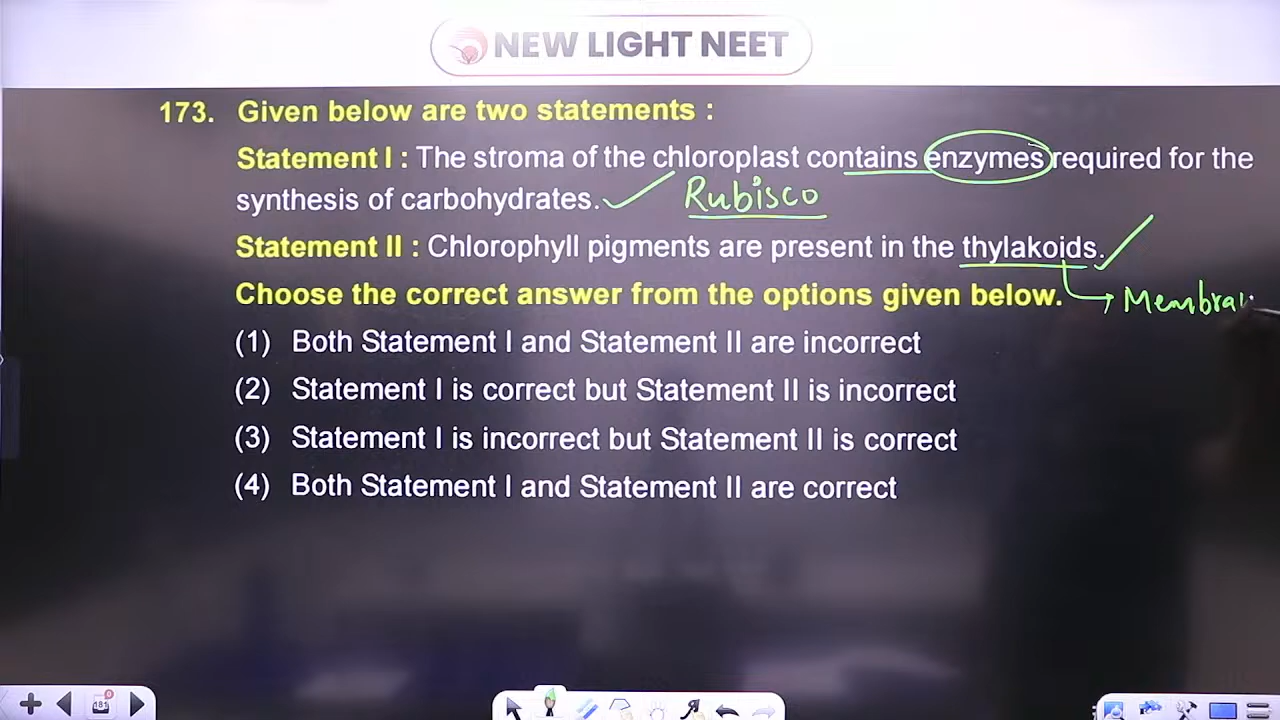 NEW LIGHT NEET
173. Given below are two statements :
Statement I : The stroma of the chloroplast contains enzymes required for the
synthesis of carbohydrates. Rubisco
Statement II : Chlorophyll pigments are present in the thylakoids.
Choose the correct answer from the options given below. Membra
(1) Both Statement I and Statement II are incorrect
(2) Statement I is correct but Statement II is incorrect
(3) Statement I is incorrect but Statement II is correct
(4) Both Statement I and Statement II are correct
181